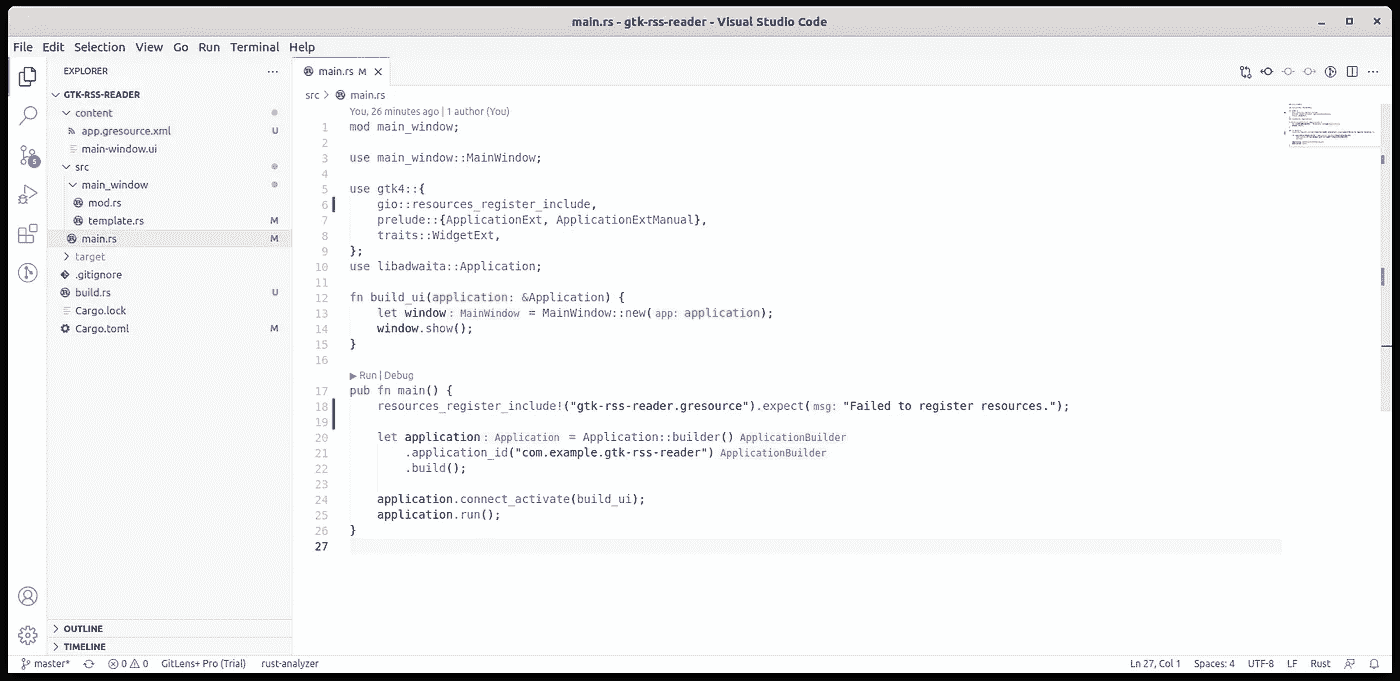 main.rs - gtk-rss-reader - Visual Studio Code
File Edit Selection View Go Run Terminal Help
EXPLORER
GTK-RSS-READER
content
app.gresource.xml U
main-window.ui
src
main_window
mod.rs
template.rs M
main.rs M
target
.gitignore
build.rs U
Cargo.lock
Cargo.toml M
5
OUTLINE
TIMELINE
main.rs M
src > main.rs
You, 26 minutes ago | 1 author (You)
1 mod main_window;
2
3 use main_window::MainWindow;
4
5 use gtk4::{
6 gio::resources_register_include,
7 prelude::{ApplicationExt, ApplicationExtManual},
8 traits::WidgetExt,
9 };
10 use libadwaita::Application;
11
12 fn build_ui(application: &Application) {
13 let window: MainWindow = MainWindow::new(app: application);
14 window.show();
15 }
16
Run | Debug
17 pub fn main() {
18 resources_register_include!("gtk-rss-reader.gresource").expect(msg: "Failed to register resources.");
19
20 let application: Application = Application::builder() ApplicationBuilder
21 .application_id("com.example.gtk-rss-reader") ApplicationBuilder
22 .build();
23
24 application.connect_activate(build_ui);
25 application.run();
26 }
27
master* 0 0 GitLens+ Pro (Trial) rust-analyzer Ln 27, Col 1 Spaces: 4 UTF-8 LF Rust